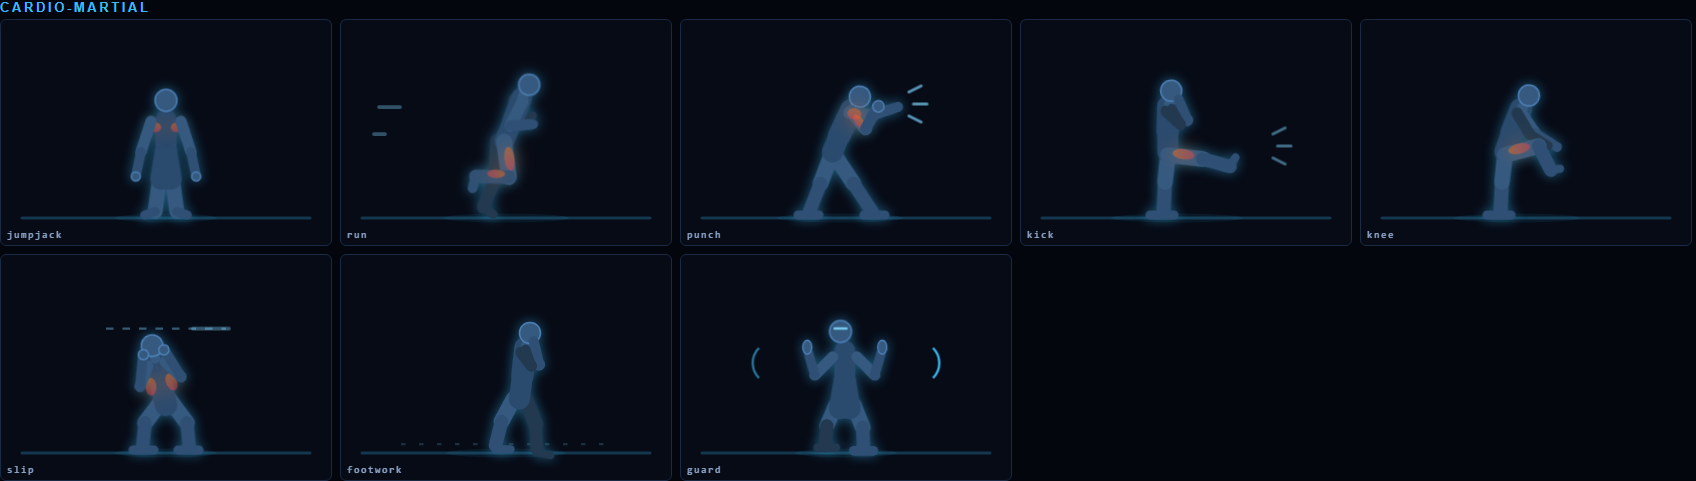 CARDIO-MARTIAL
jumpjack
run
punch
kick
knee
slip
footwork
guard